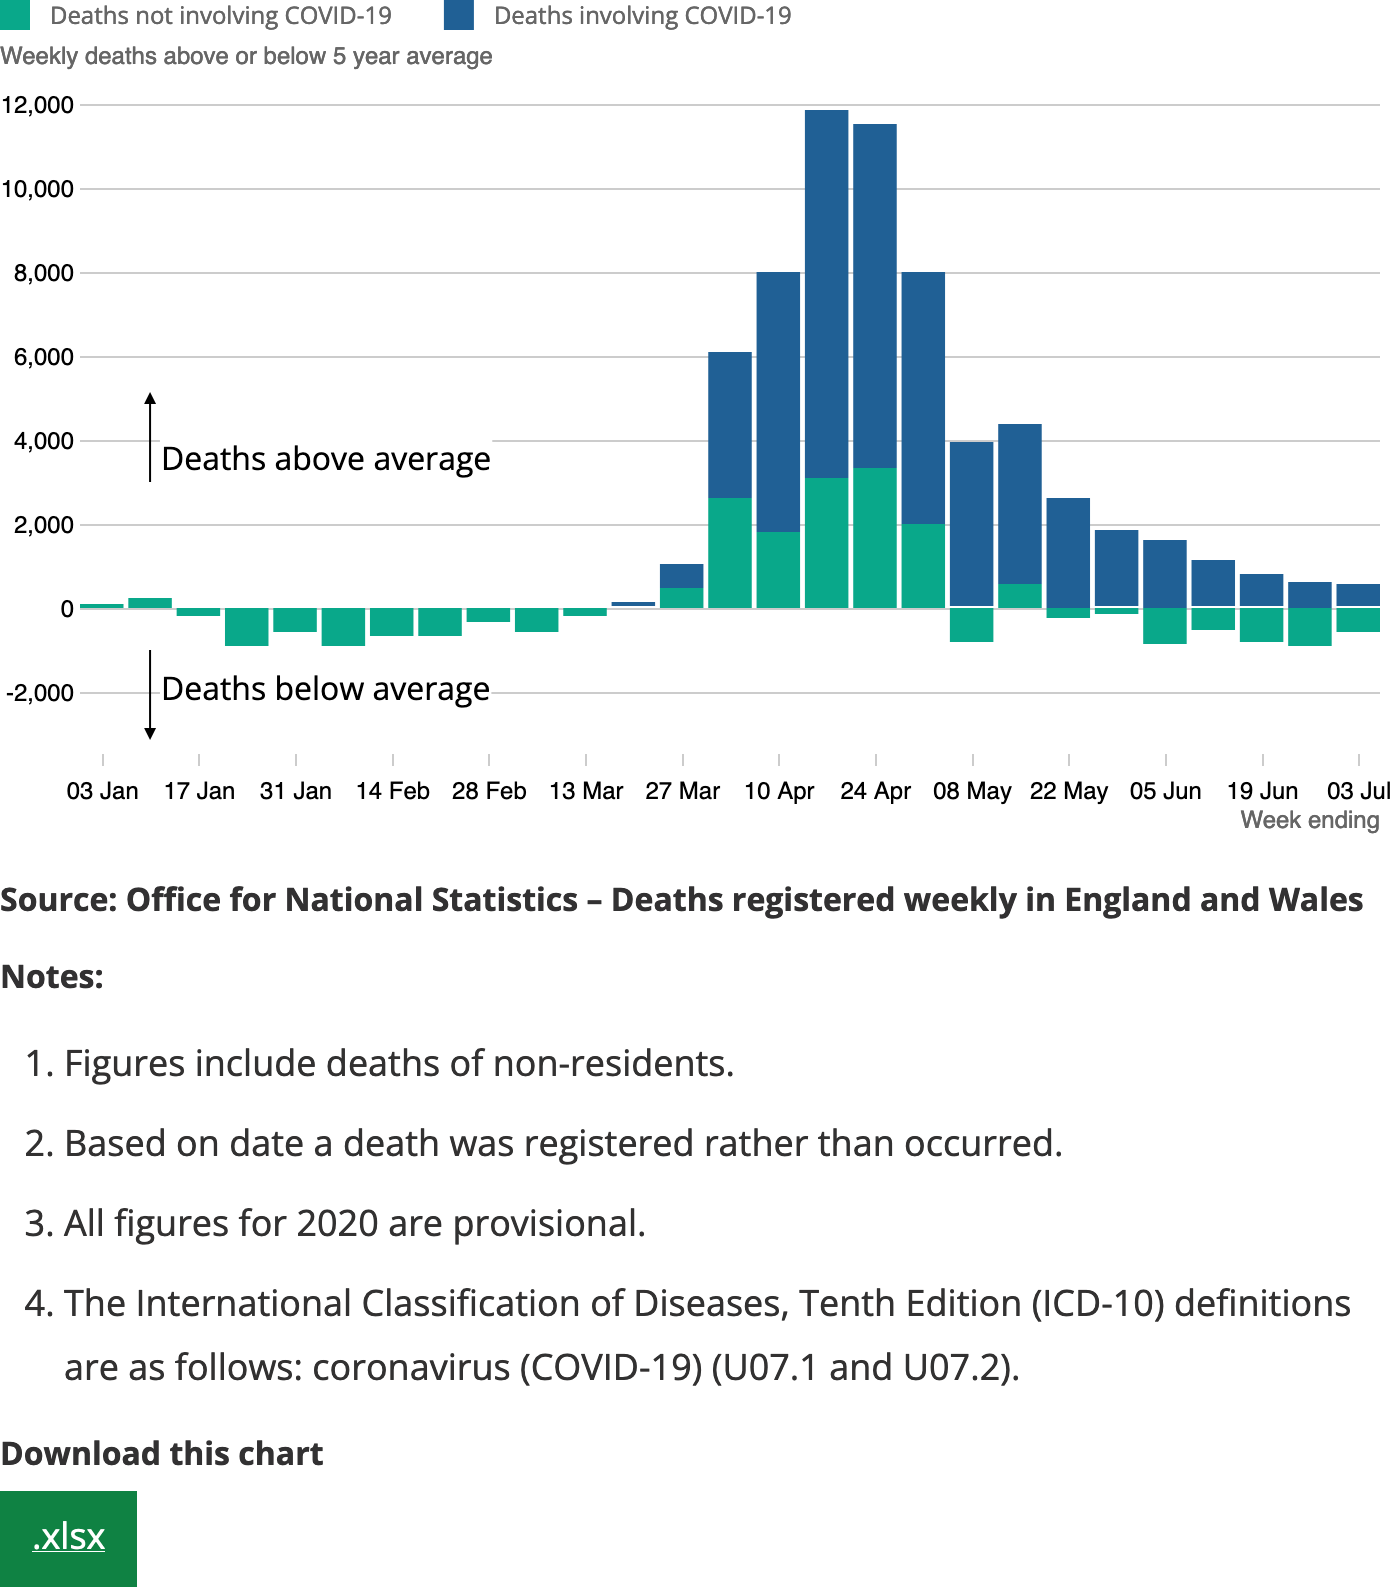 Deaths not involving COVID-19 Deaths involving COVID-19
Weekly deaths above or below 5 year average
12,000
10,000
8,000
6,000
4,000
Deaths above average
2,000
0
-2,000
Deaths below average
03 Jan 17 Jan 31 Jan 14 Feb 28 Feb 13 Mar 27 Mar 10 Apr 24 Apr 08 May 22 May 05 Jun 19 Jun 03 Jul
Week ending
Source: Office for National Statistics – Deaths registered weekly in England and Wales
Notes:
1. Figures include deaths of non-residents.
2. Based on date a death was registered rather than occurred.
3. All figures for 2020 are provisional.
4. The International Classification of Diseases, Tenth Edition (ICD-10) definitions
are as follows: coronavirus (COVID-19) (U07.1 and U07.2).
Download this chart
.xlsx